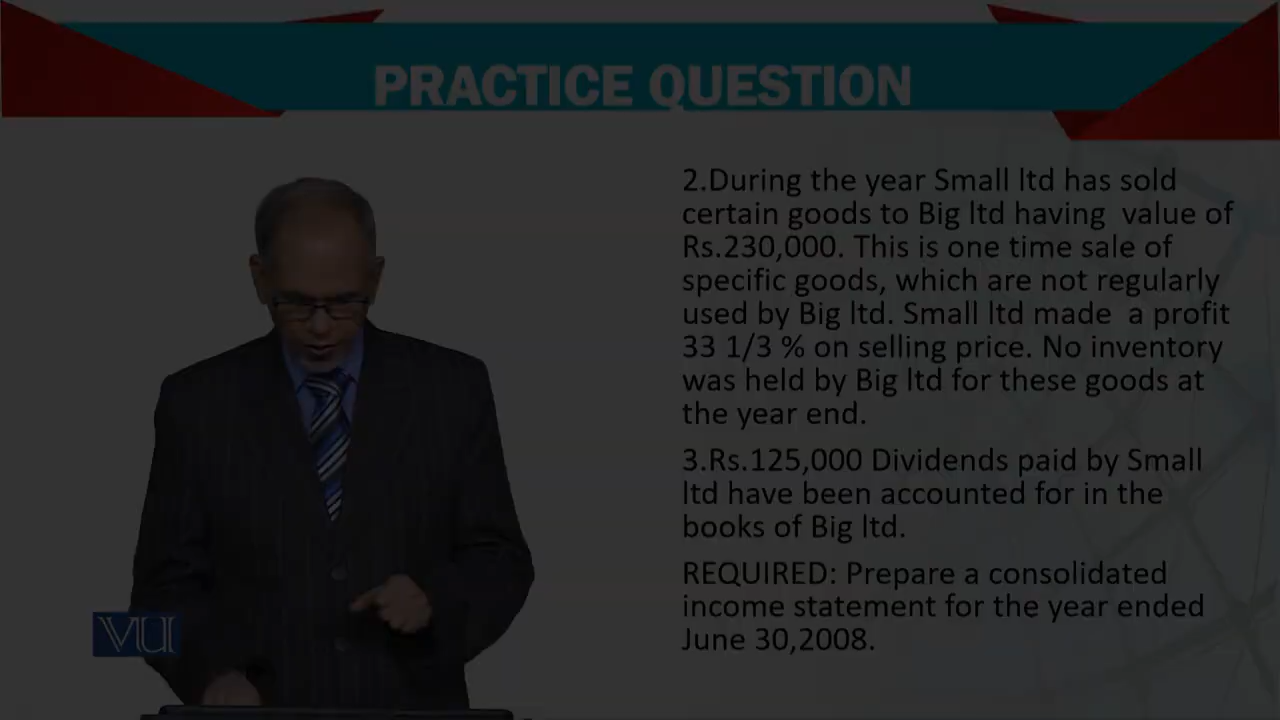 PRACTICE QUESTION
2.During the year Small ltd has sold
certain goods to Big ltd having value of
Rs.230,000. This is one time sale of
specific goods, which are not regularly
used by Big ltd. Small ltd made a profit
33 1/3 % on selling price. No inventory
was held by Big ltd for these goods at
the year end.
3.Rs.125,000 Dividends paid by Small
ltd have been accounted for in the
books of Big ltd.
REQUIRED: Prepare a consolidated
income statement for the year ended
June 30,2008.
VU